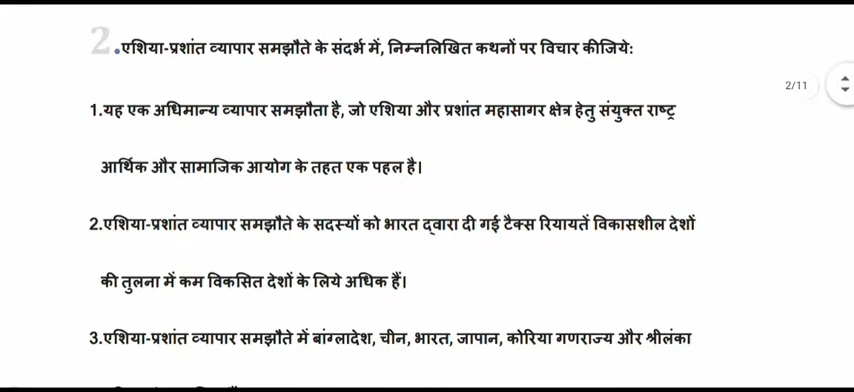 2.एशिया-प्रशांत व्यापार समझौते के संदर्भ में, निम्नलिखित कथनों पर विचार कीजिये:
2/11
1.यह एक अधिमान्य व्यापार समझौता है, जो एशिया और प्रशांत महासागर क्षेत्र हेतु संयुक्त राष्ट्र
आर्थिक और सामाजिक आयोग के तहत एक पहल है।
2.एशिया-प्रशांत व्यापार समझौते के सदस्यों को भारत द्वारा दी गई टैक्स रियायतें विकासशील देशों
की तुलना में कम विकसित देशों के लिये अधिक हैं।
3.एशिया-प्रशांत व्यापार समझौते में बांग्लादेश, चीन, भारत, जापान, कोरिया गणराज्य और श्रीलंका